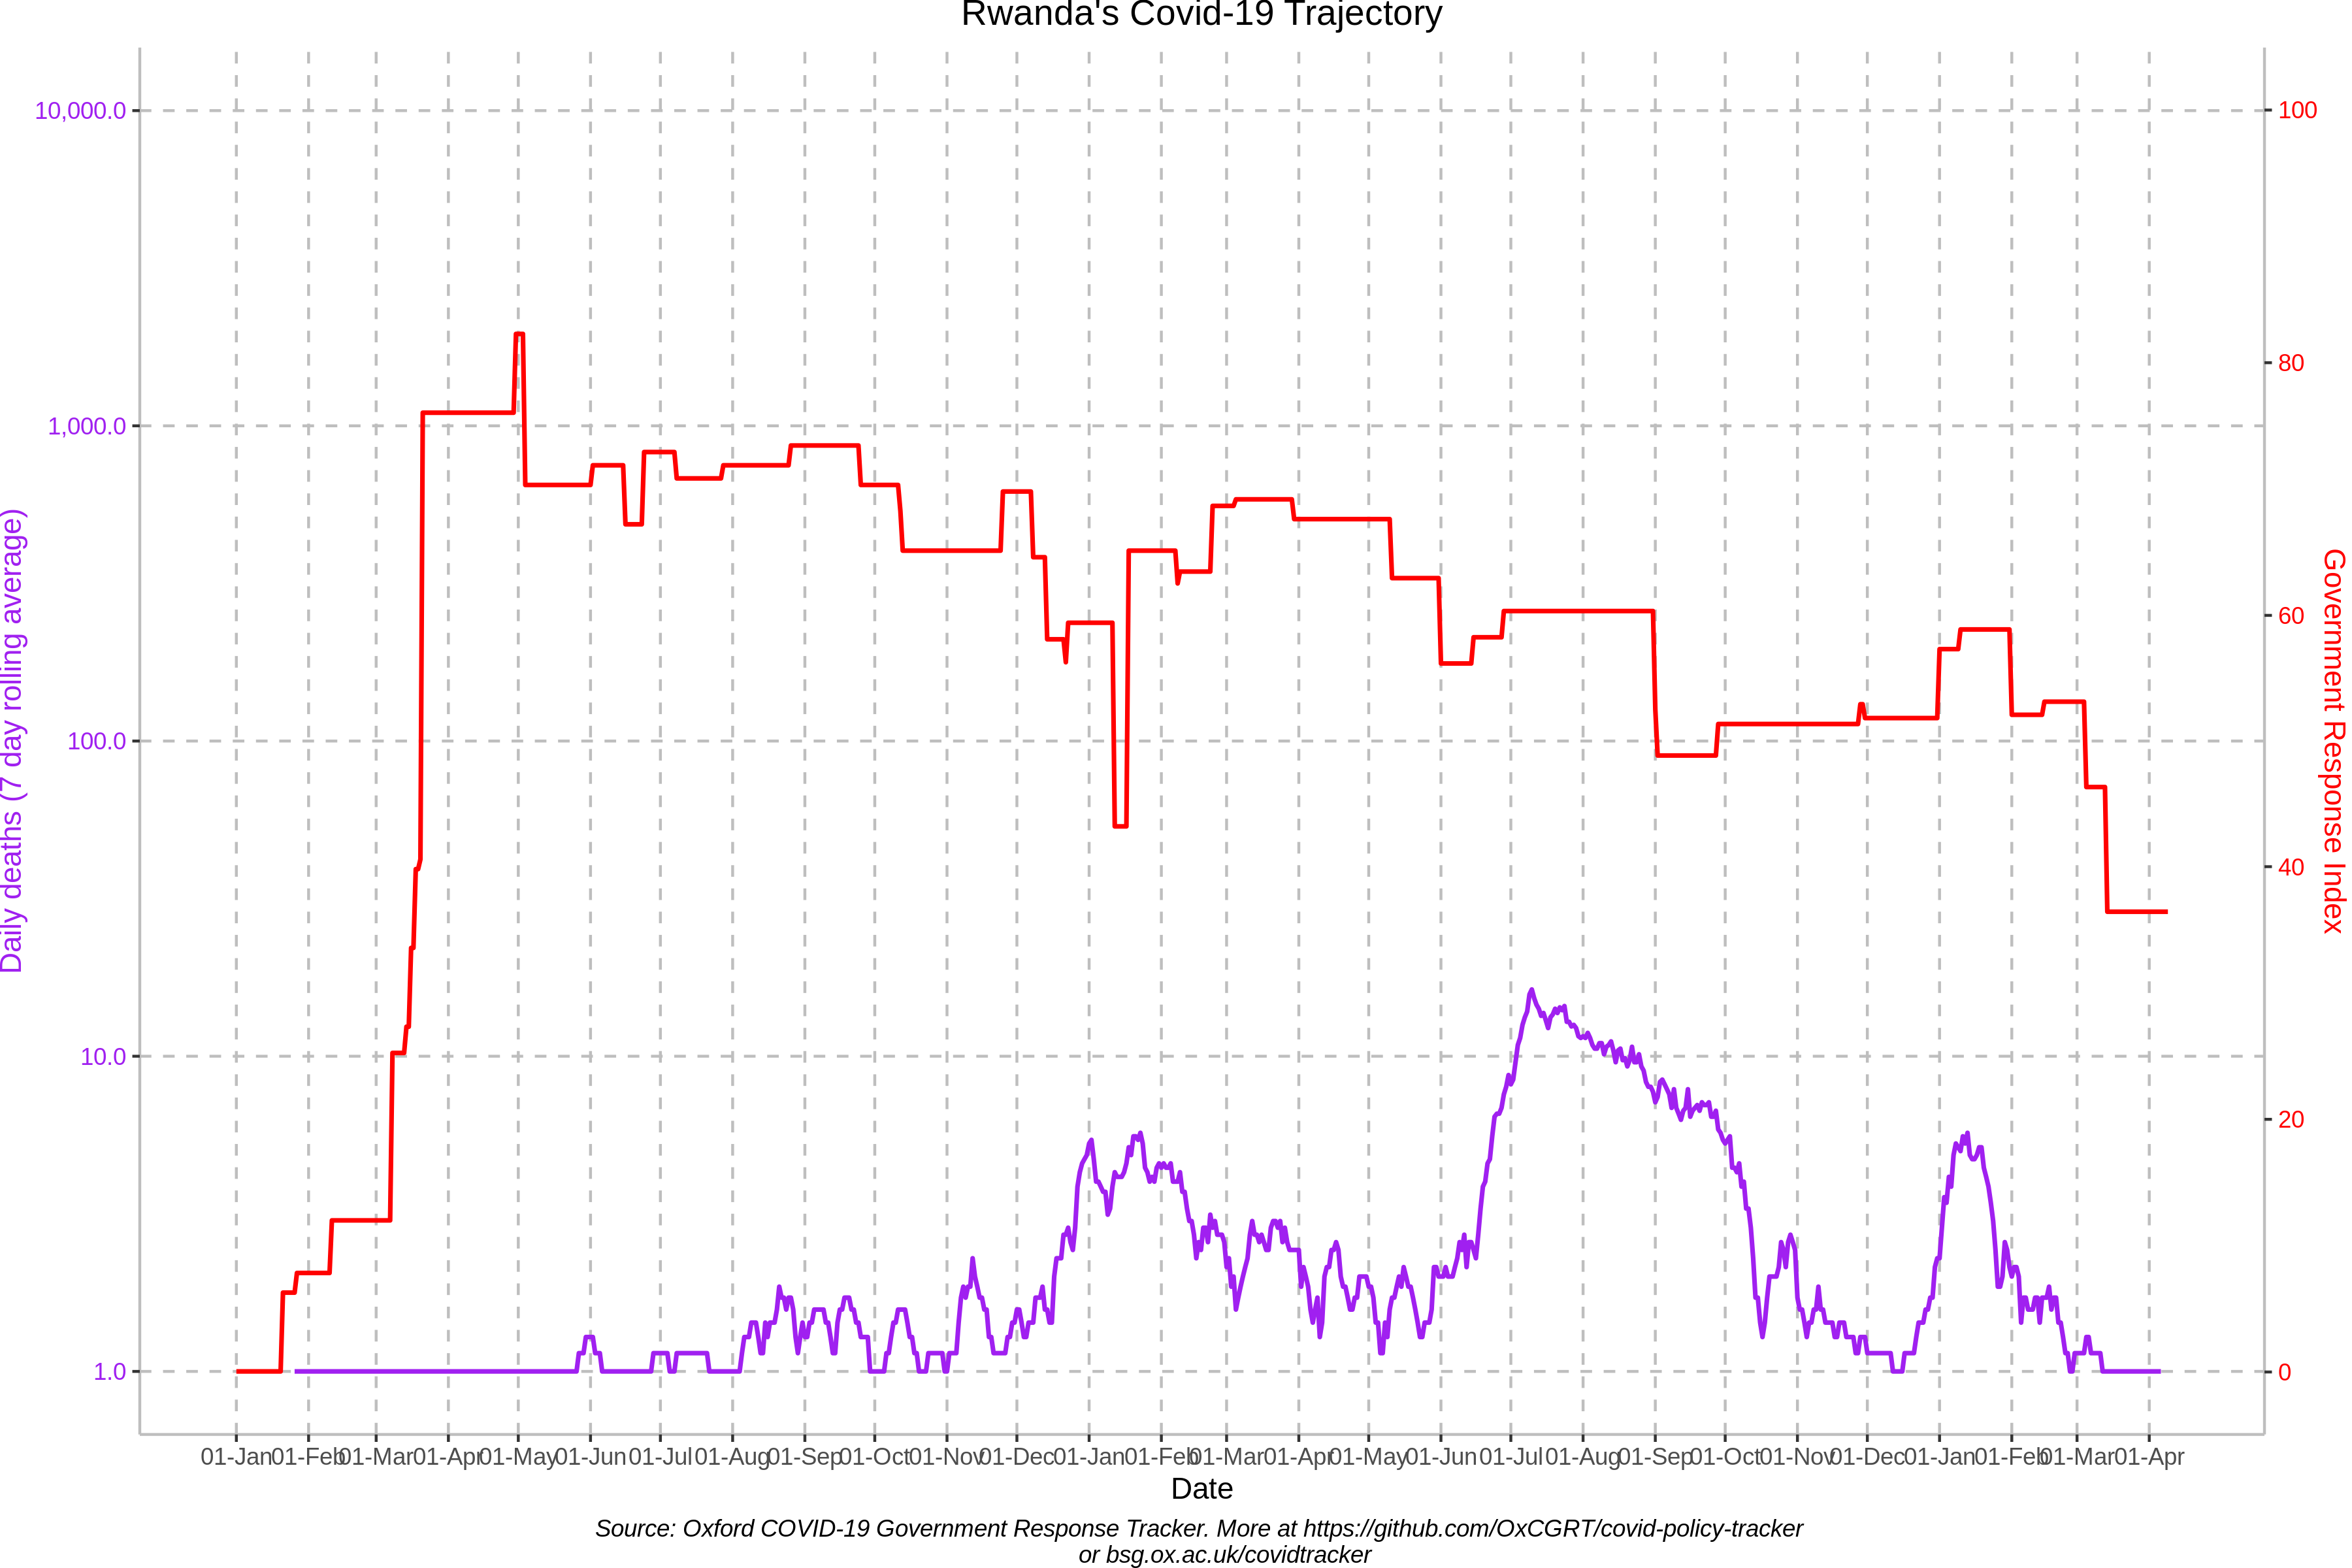 Rwanda's Covid-19 Trajectory
10,000.0
1,000.0
100.0
10.0
1.0
Daily deaths (7 day rolling average)
100
80
60
40
20
0
Government Response Index
01-Jan 01-Feb 01-Mar 01-Apr 01-May 01-Jun 01-Jul 01-Aug 01-Sep 01-Oct 01-Nov 01-Dec 01-Jan 01-Feb 01-Mar 01-Apr 01-May 01-Jun 01-Jul 01-Aug 01-Sep 01-Oct 01-Nov 01-Dec 01-Jan 01-Feb 01-Mar 01-Apr
Date
Source: Oxford COVID-19 Government Response Tracker. More at https://github.com/OxCGRT/covid-policy-tracker
or bsg.ox.ac.uk/covidtracker